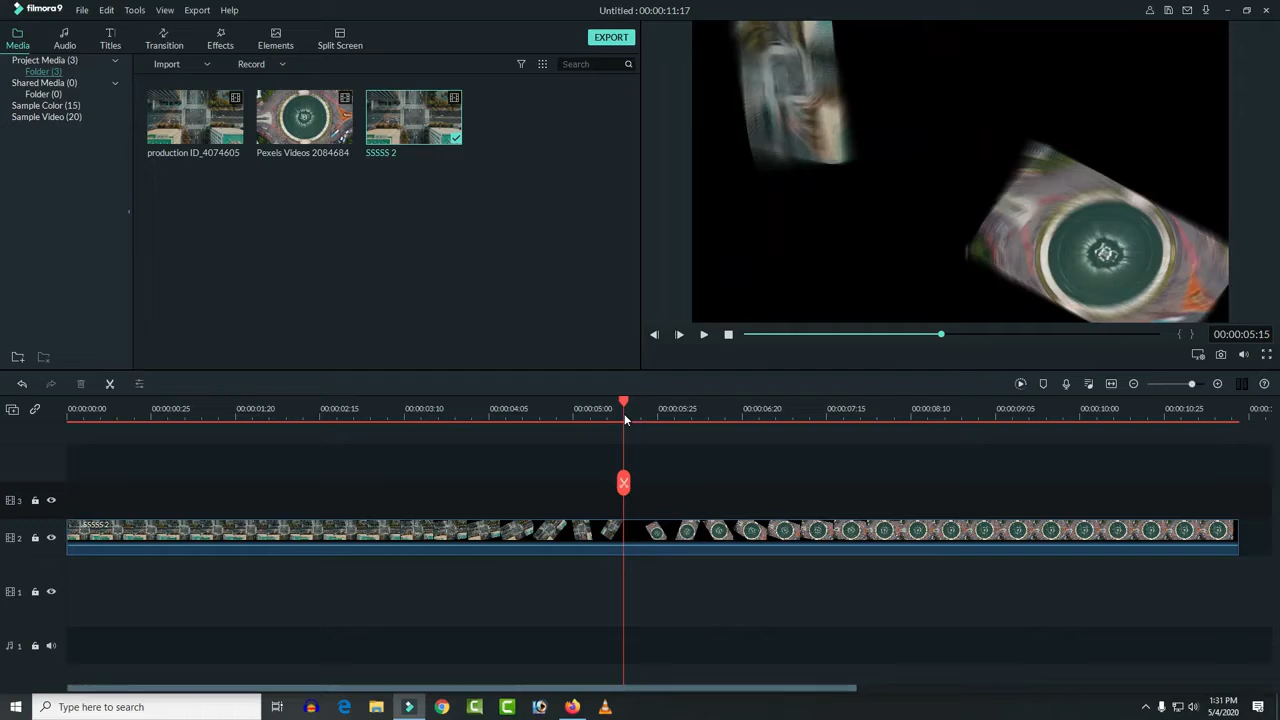 filmora9 File Edit Tools View Export Help Untitled : 00:00:11:17
Media Audio Titles Transition Effects Elements Split Screen EXPORT
Project Media (3)
Folder (3)
Shared Media (0)
Folder (0)
Sample Color (15)
Sample Video (20)
Import Record Search
production ID_4074605 Pexels Videos 2084684 SSSSS 2
00:00:05:15
00:00:00:00 00:00:00:25 00:00:01:20 00:00:02:15 00:00:03:10 00:00:04:05 00:00:05:00 00:00:05:25 00:00:06:20 00:00:07:15 00:00:08:10 00:00:09:05 00:00:10:00 00:00:10:25 00:00:
3
SSSSS 2
2
1
1
Type here to search
1:31 PM
5/4/2020